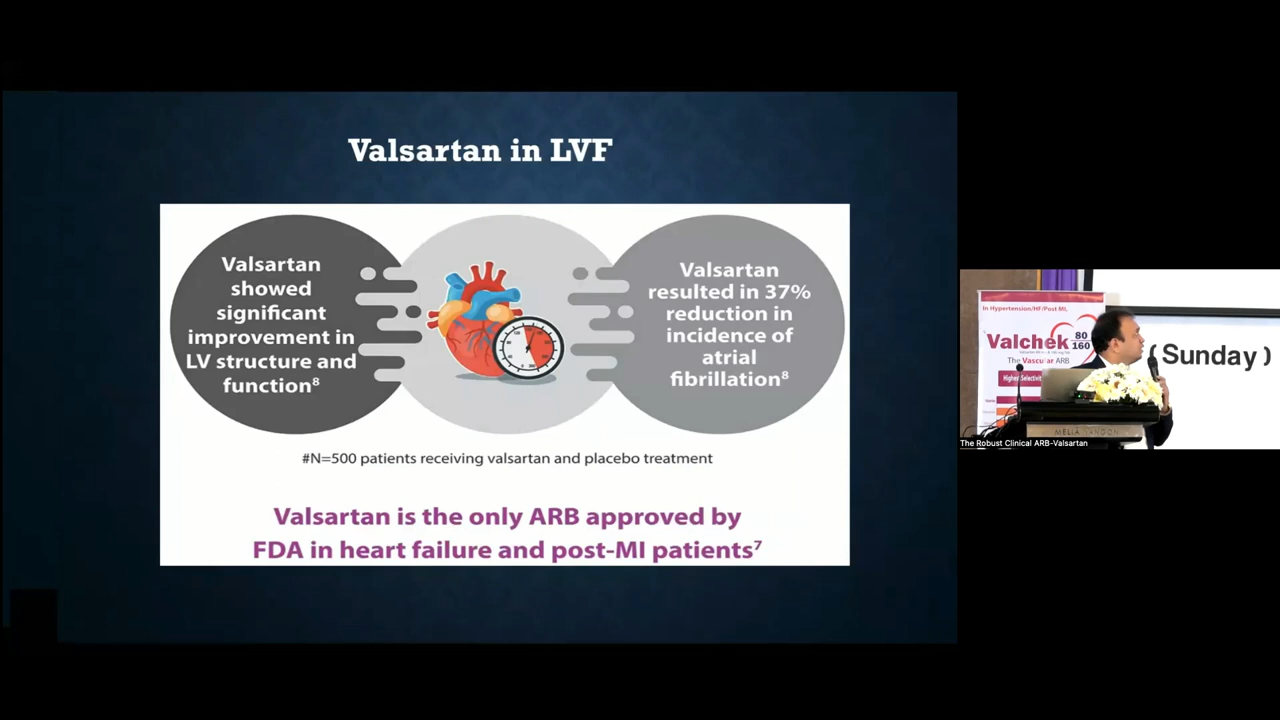 Valsartan in LVF
Valsartan
showed
significant
improvement in
LV structure and
function⁸
Valsartan
resulted in 37%
reduction in
incidence of
atrial
fibrillation⁸
#N=500 patients receiving valsartan and placebo treatment
Valsartan is the only ARB approved by
FDA in heart failure and post-MI patients⁷
In Hypertension/HF/Post MI,
Valchek 80
160
The Vascular ARB
(Sunday)
The Robust Clinical ARB-Valsartan